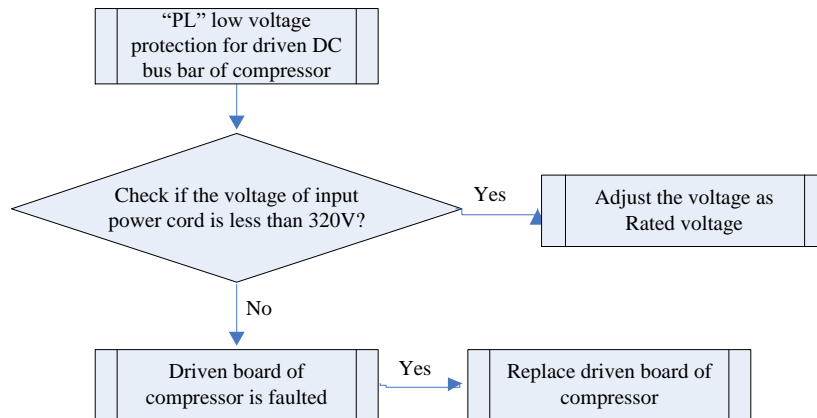 “PL” low voltage
protection for driven DC
bus bar of compressor
Check if the voltage of input
power cord is less than 320V?
Yes
Adjust the voltage as
Rated voltage
No
Driven board of
compressor is faulted
Yes
Replace driven board of
compressor